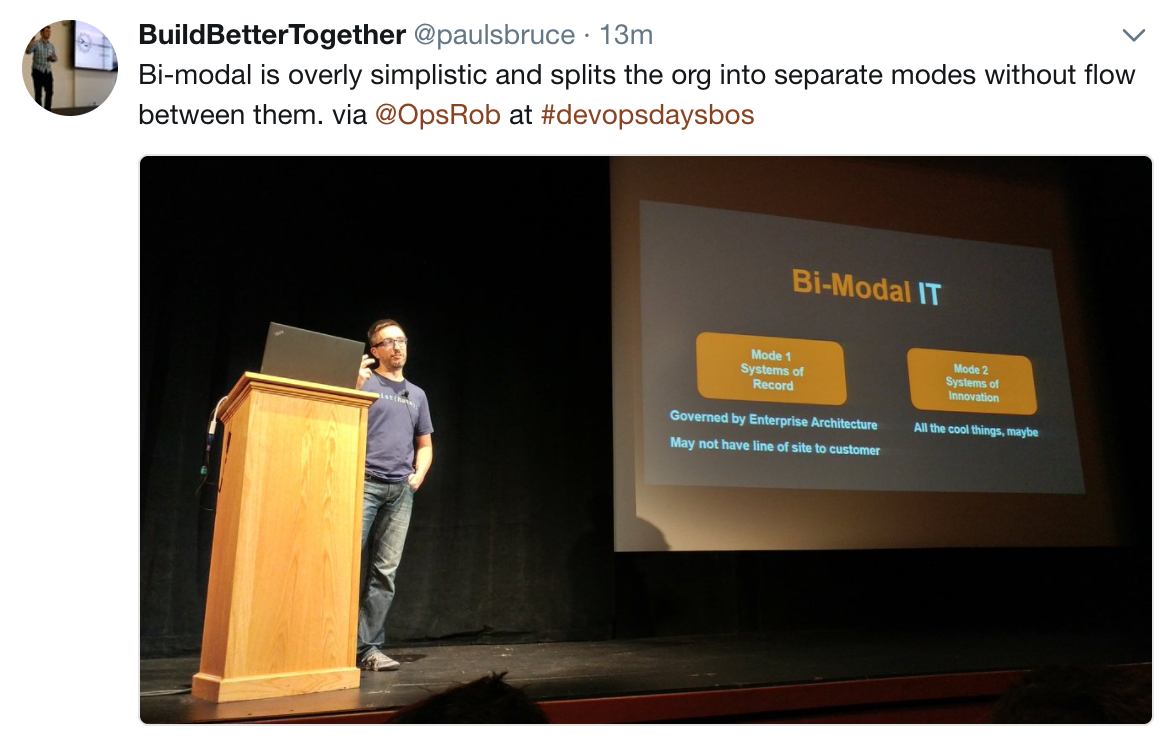 BuildBetterTogether @paulsbruce · 13m
Bi-modal is overly simplistic and splits the org into separate modes without flow
between them. via @OpsRob at #devopsdaysbos
Bi-Modal IT
Mode 1
Systems of
Record
Governed by Enterprise Architecture
May not have line of site to customer
Mode 2
Systems of
Innovation
All the cool things, maybe